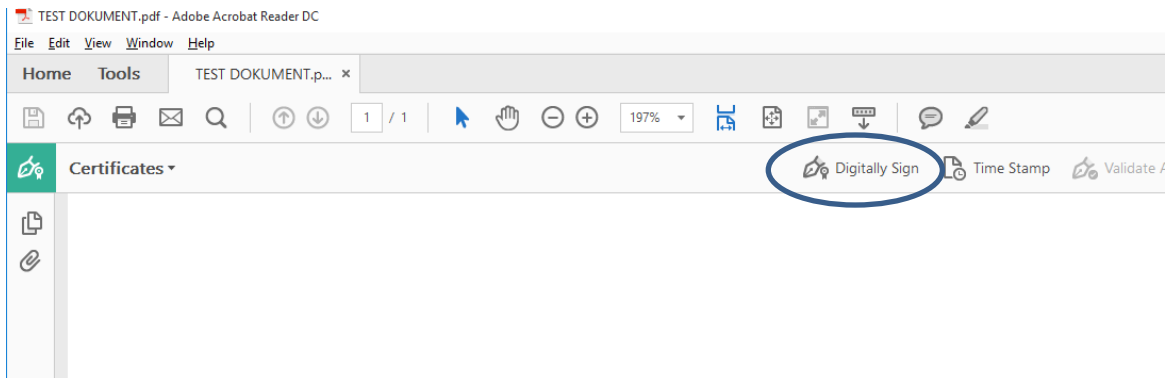 TEST DOKUMENT.pdf - Adobe Acrobat Reader DC
File Edit View Window Help
Home Tools TEST DOKUMENT.p... ×
1 / 1 197%
Certificates Digitally Sign Time Stamp Validate A